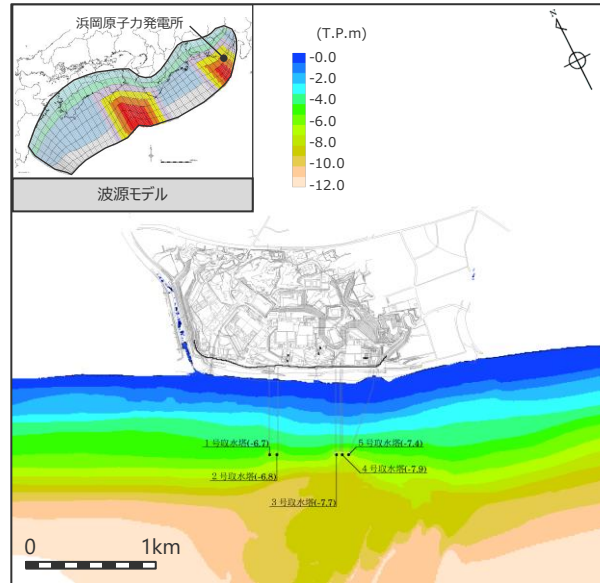 浜岡原子力発電所
波源モデル
(T.P.m)
-0.0
-2.0
-4.0
-6.0
-8.0
-10.0
-12.0
N
1号取水塔(-6.7)
5号取水塔(-7.4)
2号取水塔(-6.8)
4号取水塔(-7.9)
3号取水塔(-7.7)
0 1km